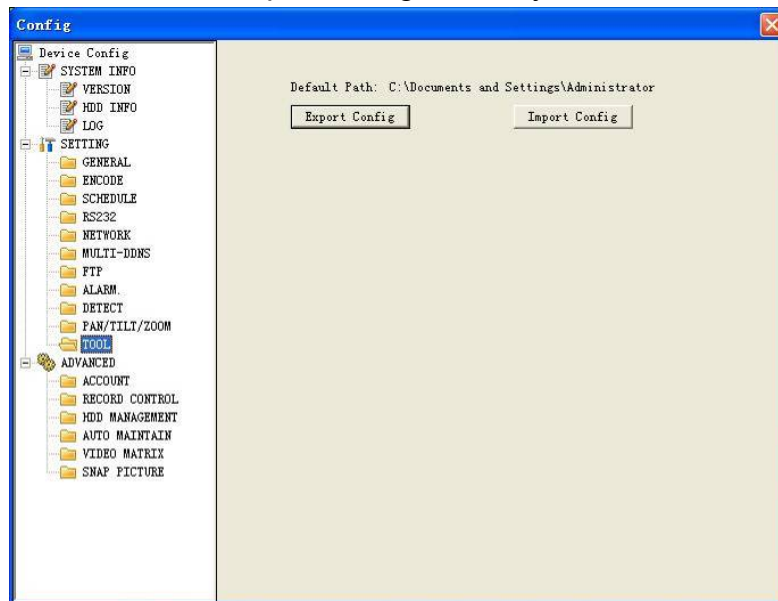 Config
Device Config
SYSTEM INFO
VERSION
HDD INFO
LOG
SETTING
GENERAL
ENCODE
SCHEDULE
RS232
NETWORK
MULTI-DDNS
FTP
ALARM.
DETECT
PAN/TILT/ZOOM
TOOL
ADVANCED
ACCOUNT
RECORD CONTROL
HDD MANAGEMENT
AUTO MAINTAIN
VIDEO MATRIX
SNAP PICTURE
Default Path: C:\Documents and Settings\Administrator
Export Config Import Config